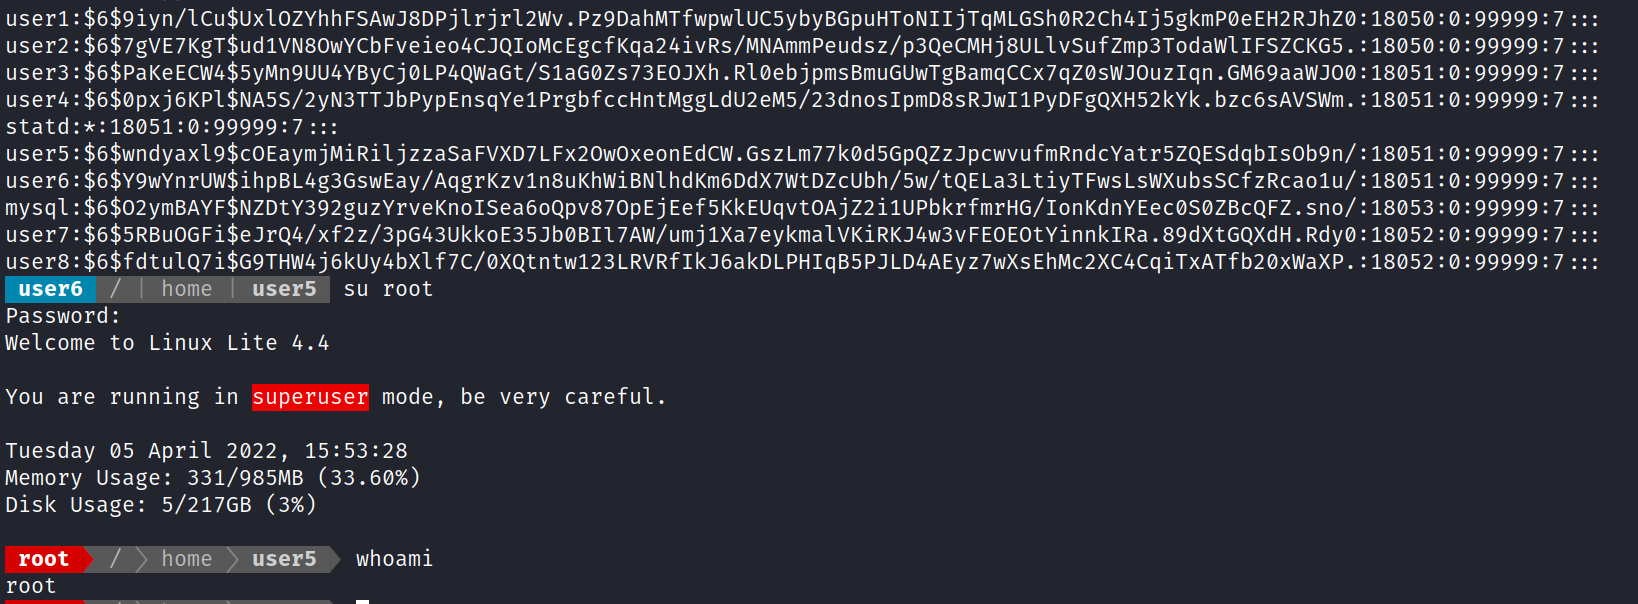 user1:$6$9iyn/lCu$UxlOZYhhFSAwJ8DPjlrjrl2Wv.Pz9DahMTfwpwlUC5ybyBGpuHToNIIjTqMLGSh0R2Ch4Ij5gkmP0eEH2RJhZ0:18050:0:99999:7:::
user2:$6$7gVE7KgT$ud1VN8OwYCbFveieo4CJQIoMcEgcfKqa24ivRs/MNAmmPeudsz/p3QeCMHj8ULlvSufZmp3TodaWlIFSZCKG5.:18050:0:99999:7:::
user3:$6$PaKeECW4$5yMn9UU4YByCj0LP4QWaGt/S1aG0Zs73EOJXh.Rl0ebjpmsBmuGUwTgBamqCCx7qZ0sWJOuzIqn.GM69aaWJO0:18051:0:99999:7:::
user4:$6$0pxj6KPl$NA5S/2yN3TTJbPypEnsqYe1PrgbfccHntMggLdU2eM5/23dnosIpmD8sRJwI1PyDFgQXH52kYk.bzc6sAVSWm.:18051:0:99999:7:::
statd:*:18051:0:99999:7:::
user5:$6$wndyaxl9$cOEaymjMiRiljzzaSaFVXD7LFx2OwOxeonEdCW.GszLm77k0d5GpQZzJpcwvufmRndcYatr5ZQESdqbIsOb9n/:18051:0:99999:7:::
user6:$6$Y9wYnrUW$ihpBL4g3GswEay/AqgrKzv1n8uKhWiBNlhdKm6DdX7WtDZcUbh/5w/tQELa3LtiyTFwsLsWXubsSCfzRcao1u/:18051:0:99999:7:::
mysql:$6$O2ymBAYF$NZDtY392guzYrveKnoISea6oQpv87OpEjEef5KkEUqvtOAjZ2i1UPbkrfmrHG/IonKdnYEec0S0ZBcQFZ.sno/:18053:0:99999:7:::
user7:$6$5RBuOGFi$eJrQ4/xf2z/3pG43UkkoE35Jb0BIl7AW/umj1Xa7eykmalVKiRKJ4w3vFEOEOtYinnkIRa.89dXtGQXdH.Rdy0:18052:0:99999:7:::
user8:$6$fdtulQ7i$G9THW4j6kUy4bXlf7C/0XQtntw123LRVRfIkJ6akDLPHIqB5PJLD4AEyz7wXsEhMc2XC4CqiTxATfb20xWaXP.:18052:0:99999:7:::
user6 / | home | user5 su root
Password:
Welcome to Linux Lite 4.4
You are running in superuser mode, be very careful.
Tuesday 05 April 2022, 15:53:28
Memory Usage: 331/985MB (33.60%)
Disk Usage: 5/217GB (3%)
root / home user5 whoami
root